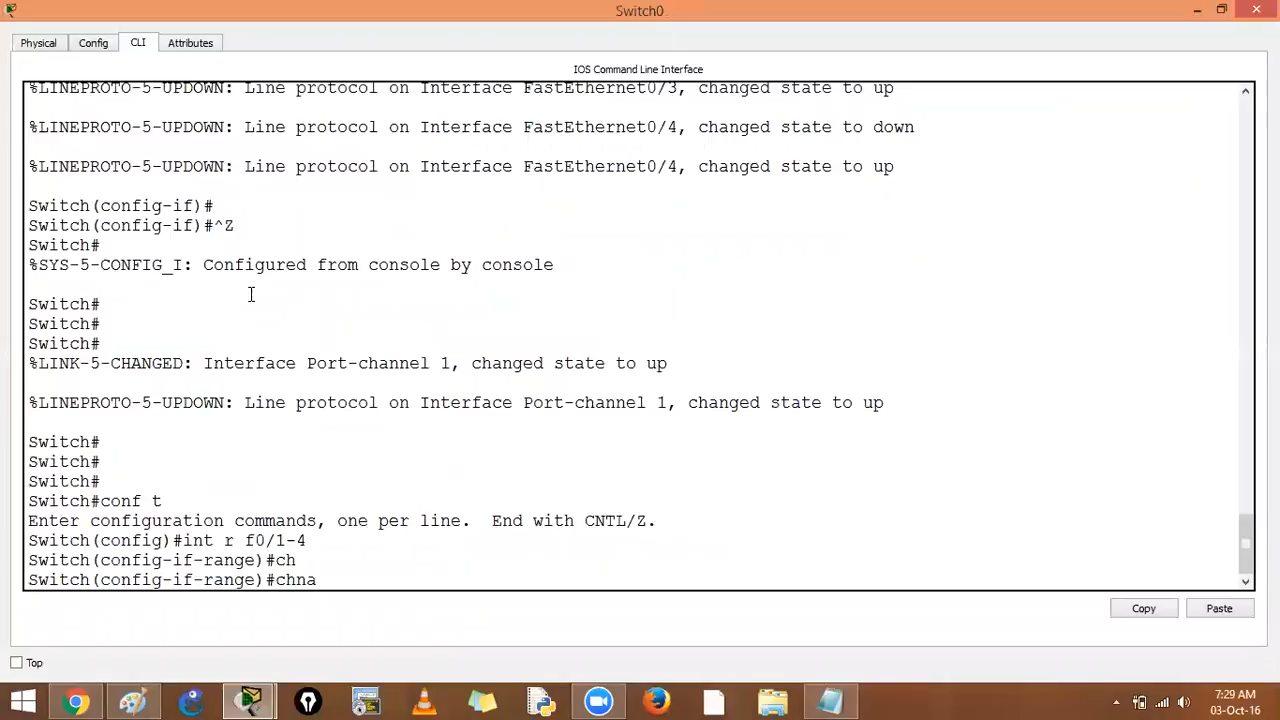 Switch0
Physical
Config
CLI
Attributes
IOS Command Line Interface
%LINEPROTO-5-UPDOWN: Line protocol on Interface FastEthernet0/3, changed state to up
%LINEPROTO-5-UPDOWN: Line protocol on Interface FastEthernet0/4, changed state to down
%LINEPROTO-5-UPDOWN: Line protocol on Interface FastEthernet0/4, changed state to up
Switch(config-if)#
Switch(config-if)#^Z
Switch#
%SYS-5-CONFIG_I: Configured from console by console
Switch#
Switch#
Switch#
%LINK-5-CHANGED: Interface Port-channel 1, changed state to up
%LINEPROTO-5-UPDOWN: Line protocol on Interface Port-channel 1, changed state to up
Switch#
Switch#
Switch#
Switch#conf t
Enter configuration commands, one per line.  End with CNTL/Z.
Switch(config)#int r f0/1-4
Switch(config-if-range)#ch
Switch(config-if-range)#chna
Copy
Paste
Top
7:29 AM
03-Oct-16